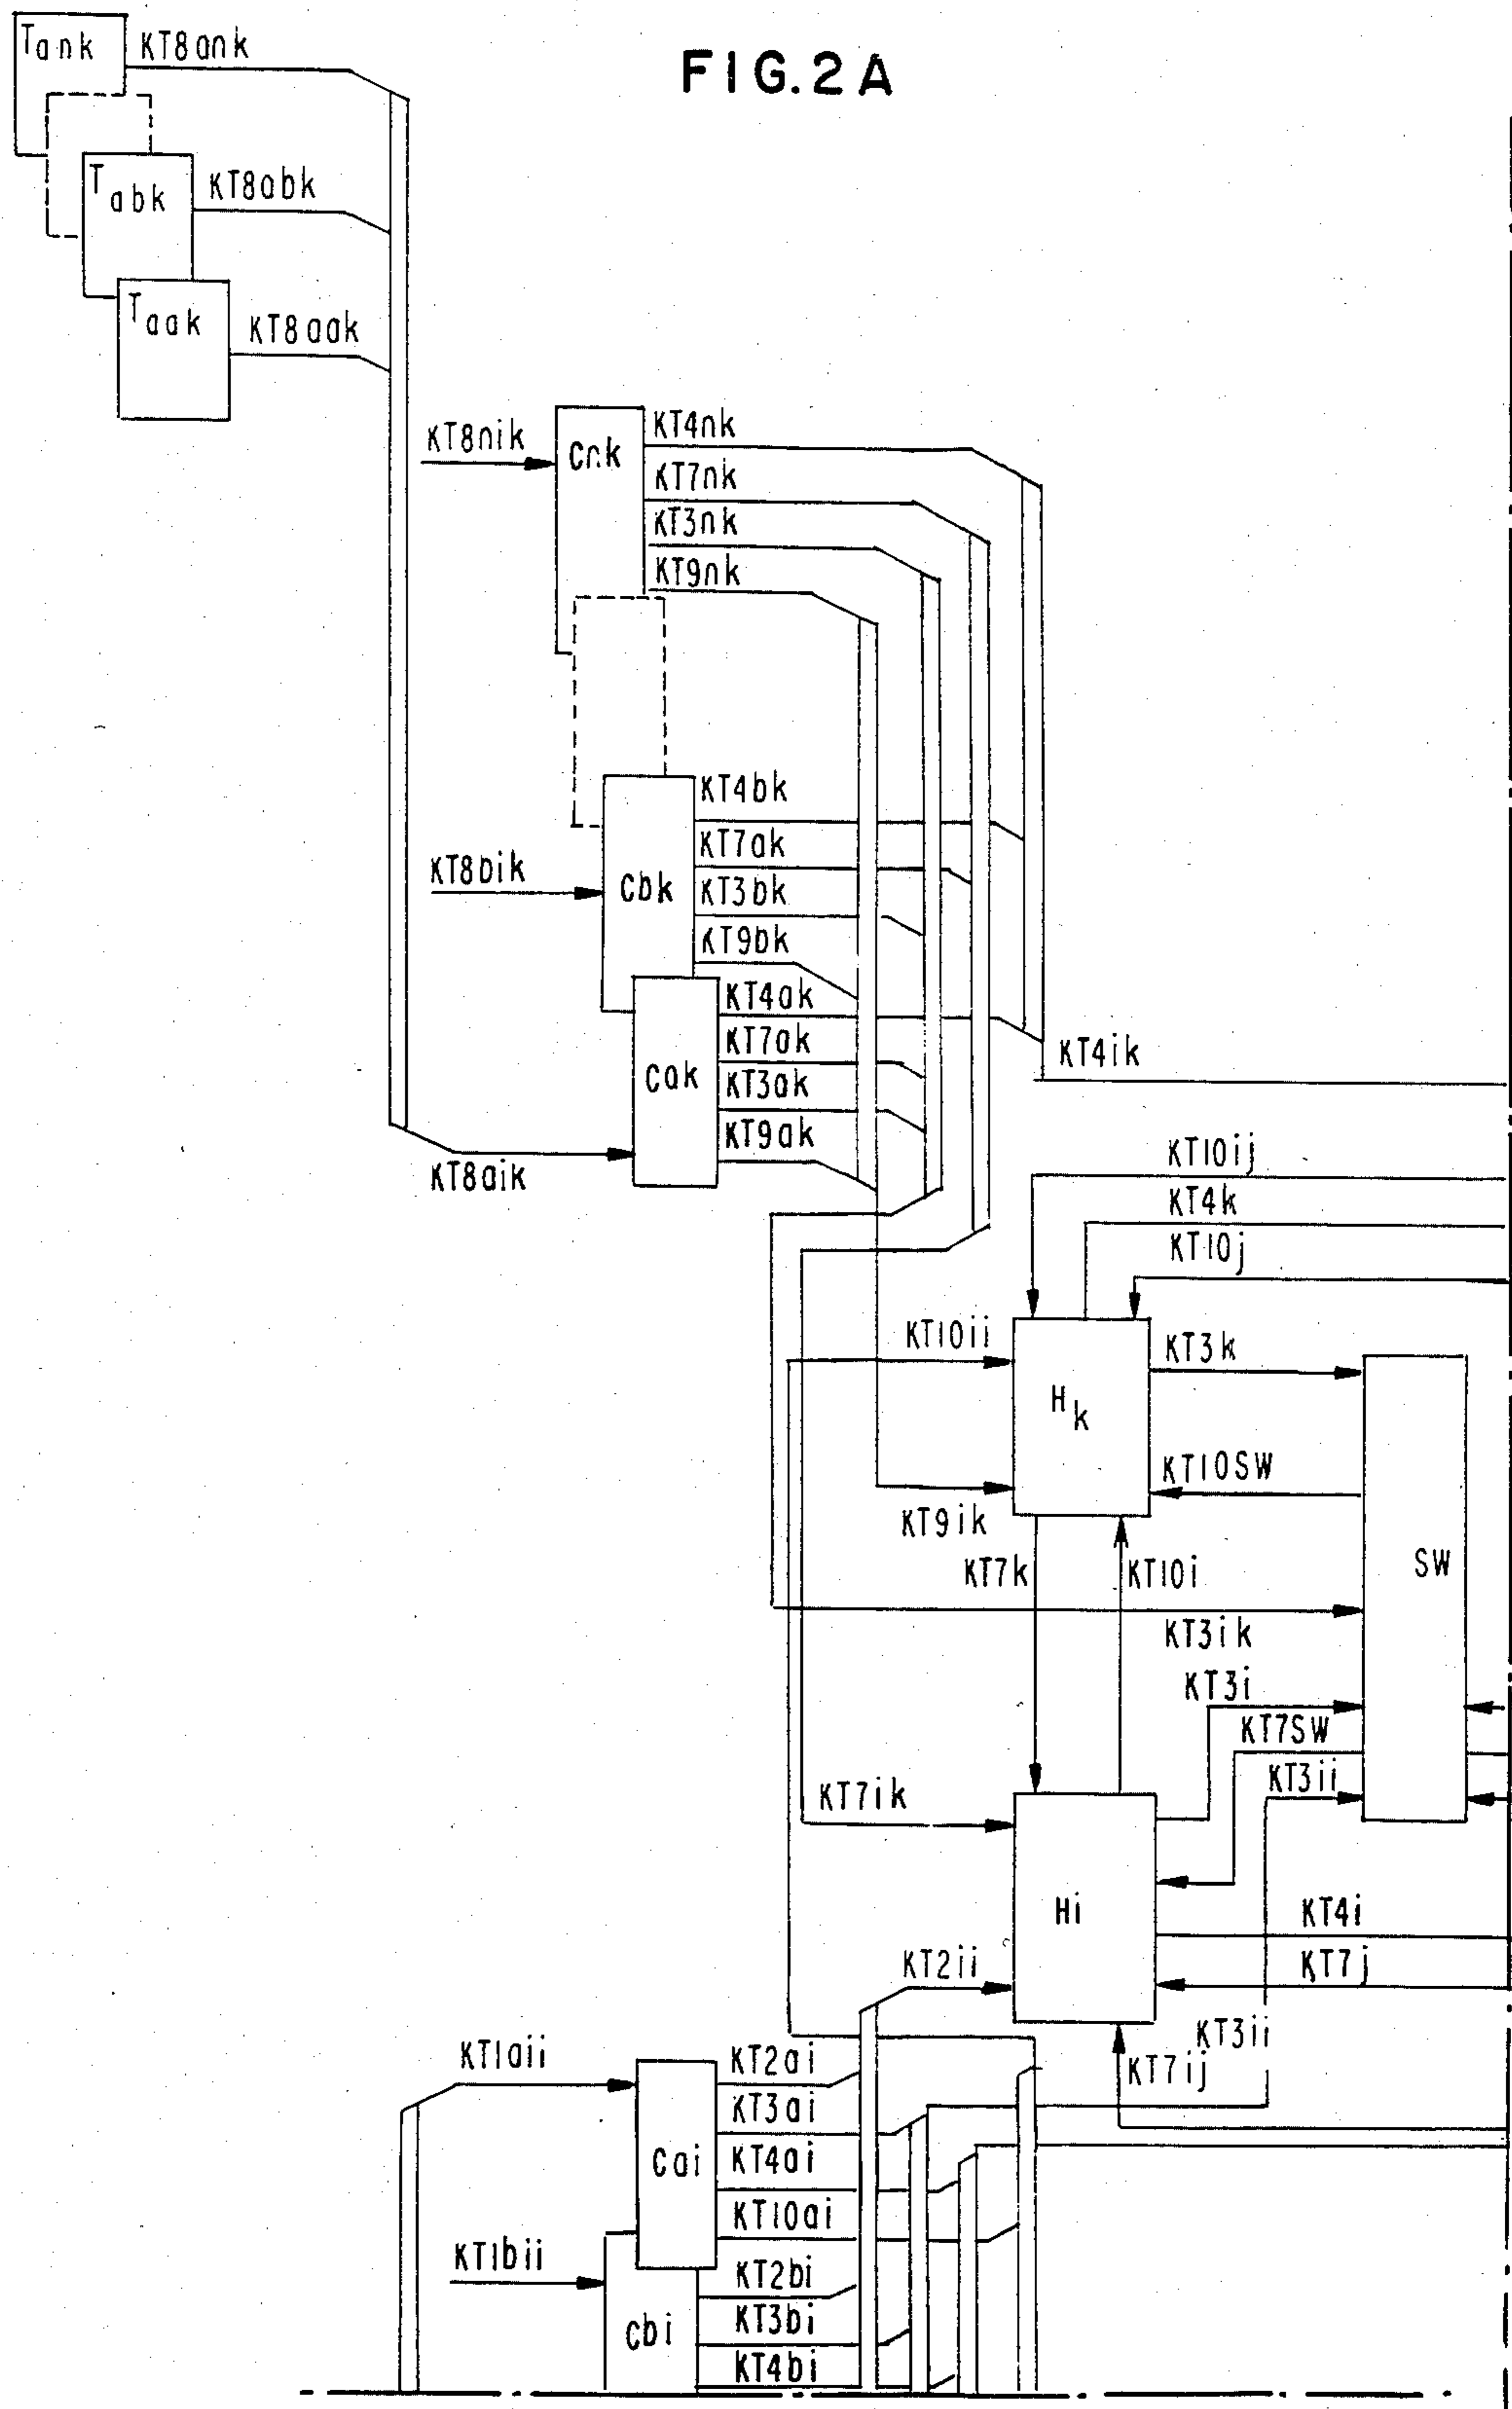 FIG.2A
Tank
KT8ank
Tabk
KT8abk
Taak
KT8aak
KT8nik
Cnk
KT4nk
KT7nk
KT3nk
KT9nk
KT8bik
Cbk
KT4bk
KT7ak
KT3bk
KT9bk
KT8aik
Cak
KT4ak
KT7ak
KT3ak
KT9ak
KT4ik
KT10ij
KT4k
KT10j
KT10ii
Hk
KT3k
KT10SW
KT9ik
KT7k
KT10i
SW
KT3ik
KT3i
KT7SW
KT3ii
KT7ik
Hi
KT4i
KT7j
KT2ii
KT3ii
KT7ij
KT1aii
Cai
KT2ai
KT3ai
KT4ai
KT10ai
KT1bii
Cbi
KT2bi
KT3bi
KT4bi